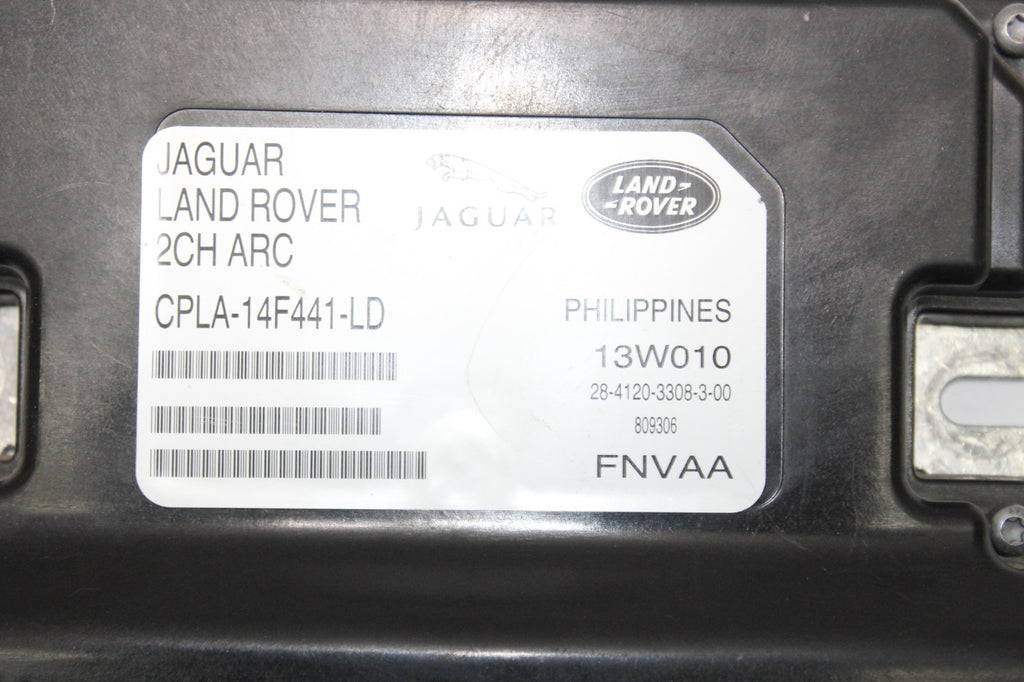 JAGUAR
LAND ROVER
2CH ARC
CPLA-14F441-LD
JAGUAR
LAND
ROVER
PHILIPPINES
13W010
28-4120-3308-3-00
809306
FNVAA